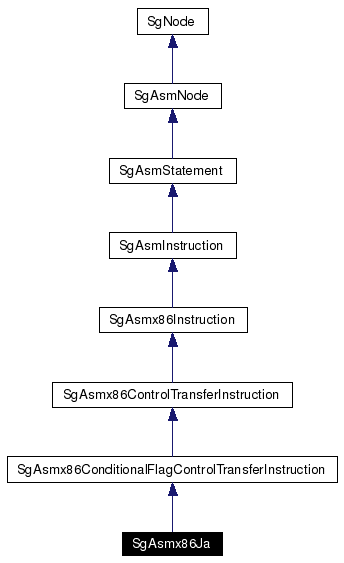 SgNode
SgAsmNode
SgAsmStatement
SgAsmInstruction
SgAsmx86Instruction
SgAsmx86ControlTransferInstruction
SgAsmx86ConditionalFlagControlTransferInstruction
SgAsmx86Ja